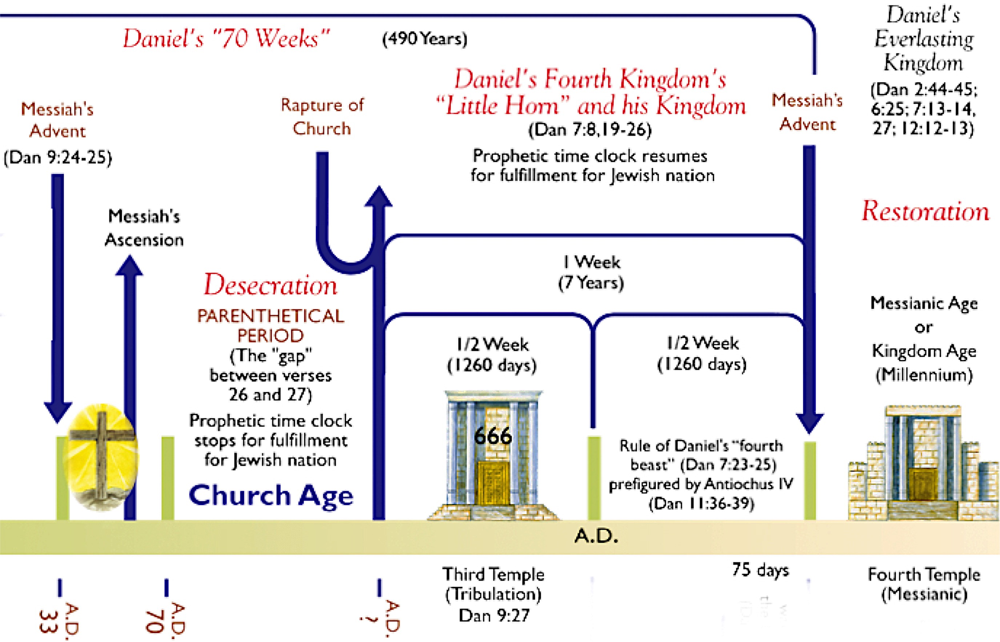 Daniel's "70 Weeks" (490 Years)
Daniel's
Everlasting
Kingdom
(Dan 2:44-45;
6:25; 7:13-14,
27; 12:12-13)
Messiah's
Advent
(Dan 9:24-25)
Messiah's
Ascension
Rapture of
Church
Daniel's Fourth Kingdom's
“Little Horn” and his Kingdom
(Dan 7:8,19-26)
Prophetic time clock resumes
for fulfillment for Jewish nation
Messiah's
Advent
Restoration
Desecration
PARENTHETICAL
PERIOD
(The "gap"
between verses
26 and 27)
Prophetic time clock
stops for fulfillment
for Jewish nation
Church Age
1 Week
(7 Years)
1/2 Week
(1260 days)
1/2 Week
(1260 days)
666
Rule of Daniel's “fourth
beast” (Dan 7:23-25)
prefigured by Antiochus IV
(Dan 11:36-39)
Messianic Age
or
Kingdom Age
(Millennium)
A.D.
A.D.
33
A.D.
70
A.D.
?
Third Temple
(Tribulation)
Dan 9:27
75 days
Fourth Temple
(Messianic)